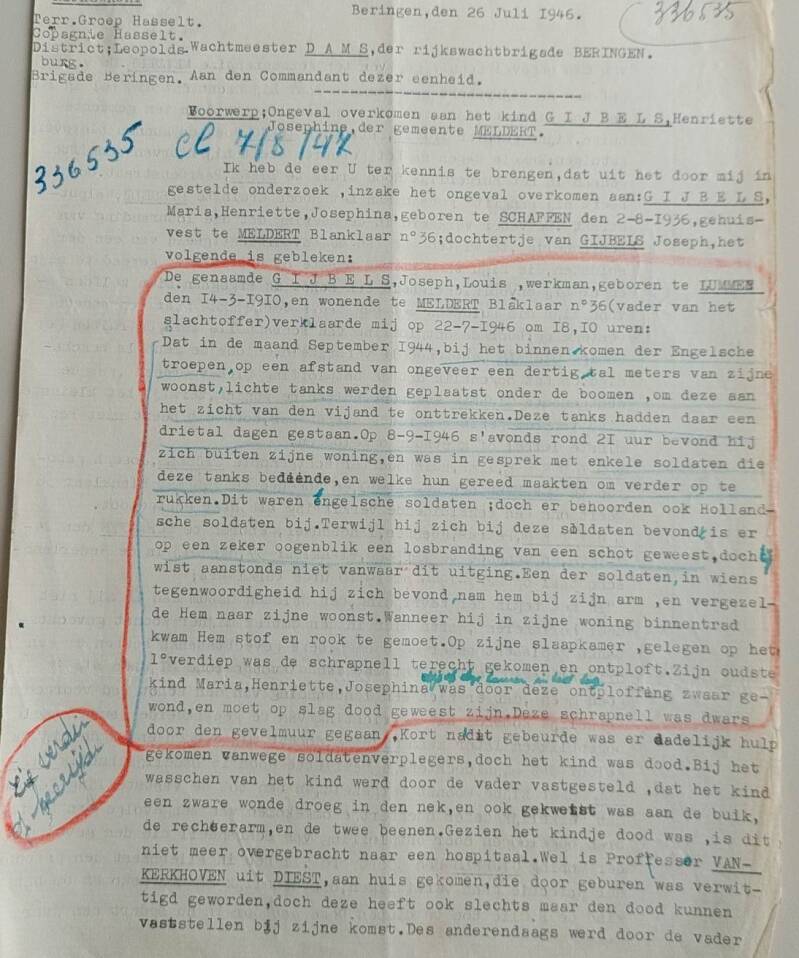 Beringen,den 26 Juli 1946.
336535
Terr.Groep Hasselt.
Copagnie Hasselt.
District;Leopolds-
burg.
Brigade Beringen.
Wachtmeester D A M S,der rijkswachtbrigade BERINGEN.
Aan den Commandant dezer eenheid.
Voorwerp;Ongeval overkomen aan het kind G I J B E L S,Henriette
Josephine,der gemeente MELDERT.
336535
7/8/47
Ik heb de eer U ter kennis te brengen,dat uit het door mij in
gestelde onderzoek ,inzake het ongeval overkomen aan:G I J B E L S,
Maria,Henriette,Josephina,geboren te SCHAFFEN den 2-8-1936,gehuis-
vest te MELDERT Blanklaar n°36;dochtertje van GIJBELS Joseph,het
volgende is gebleken:
De genaamde G I J B E L S,Joseph,Louis ,werkman,geboren te LUMMEN
den 14-3-1910,en wonende te MELDERT Blaklaar n°36(vader van het
slachtoffer)verklaarde mij op 22-7-1946 om 18,10 uren:
Dat in de maand September 1944,bij het binnen komen der Engelsche
troepen,op een afstand van ongeveer een dertig tal meters van zijne
woonst,lichte tanks werden geplaatst onder de boomen ,om deze aan
het zicht van den vijand te onttrekken.Deze tanks hadden daar een
drietal dagen gestaan.Op 8-9-1946 s'avonds rond 21 uur bevond hij
zich buiten zijne woning,en was in gesprek met enkele soldaten die
deze tanks bediende,en welke hun gereed maakten om verder op te
rukken.Dit waren engelsche soldaten ;doch er behoorden ook Holland-
sche soldaten bij.Terwijl hij zich bij deze soldaten bevond,is er
op een zeker oogenblik een losbranding van een schot geweest,doch hij
wist aanstonds niet vanwaar dit uitging.Een der soldaten,in wiens
tegenwoordigheid hij zich bevond,nam hem bij zijn arm ,en vergezel-
de Hem naar zijne woonst.Wanneer hij in zijne woning binnentrad
kwam Hem stof en rook te gemoet.Op zijne slaapkamer ,gelegen op het
1°verdiep was de schrapnell terecht gekomen en ontploft.Zijn oudste
kind Maria,Henriette,Josephina was door deze ontploffing zwaar ge-
wond,en moet op slag dood geweest zijn.Deze schrapnell was dwars
door den gevelmuur gegaan ,Kort nadit gebeurde was er dadelijk hulp
gekomen vanwege soldatenverplegers,doch het kind was dood.Bij het
wasschen van het kind werd door de vader vastgesteld ,dat het kind
een zware wonde droeg in den nek,en ook gekwetst was aan de buik,
de rechterarm,en de twee beenen.Gezien het kindje dood was ,is dit
niet meer overgebracht naar een hospitaal.Wel is Proffessor VAN-
KERKHOVEN uit DIEST,aan huis gekomen,die door geburen was verwit-
tigd geworden,doch deze heeft ook slechts maar den dood kunnen
vaststellen bij zijne komst.Des anderendaags werd door de vader